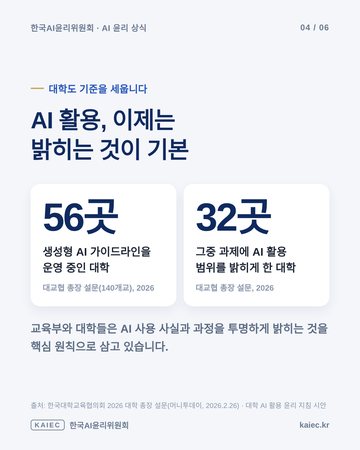 한국AI윤리위원회 · AI 윤리 상식
04 / 06
대학도 기준을 세웁니다
AI 활용, 이제는
밝히는 것이 기본
56곳
생성형 AI 가이드라인을
운영 중인 대학
대교협 총장 설문(140개교), 2026
32곳
그중 과제에 AI 활용
범위를 밝히게 한 대학
대교협 총장 설문, 2026
교육부와 대학들은 AI 사용 사실과 과정을 투명하게 밝히는 것을
핵심 원칙으로 삼고 있습니다.
출처: 한국대학교육협의회 2026 대학 총장 설문(머니투데이, 2026.2.26) · 대학 AI 활용 윤리 지침 시안
KAIEC 한국AI윤리위원회
kaiec.kr